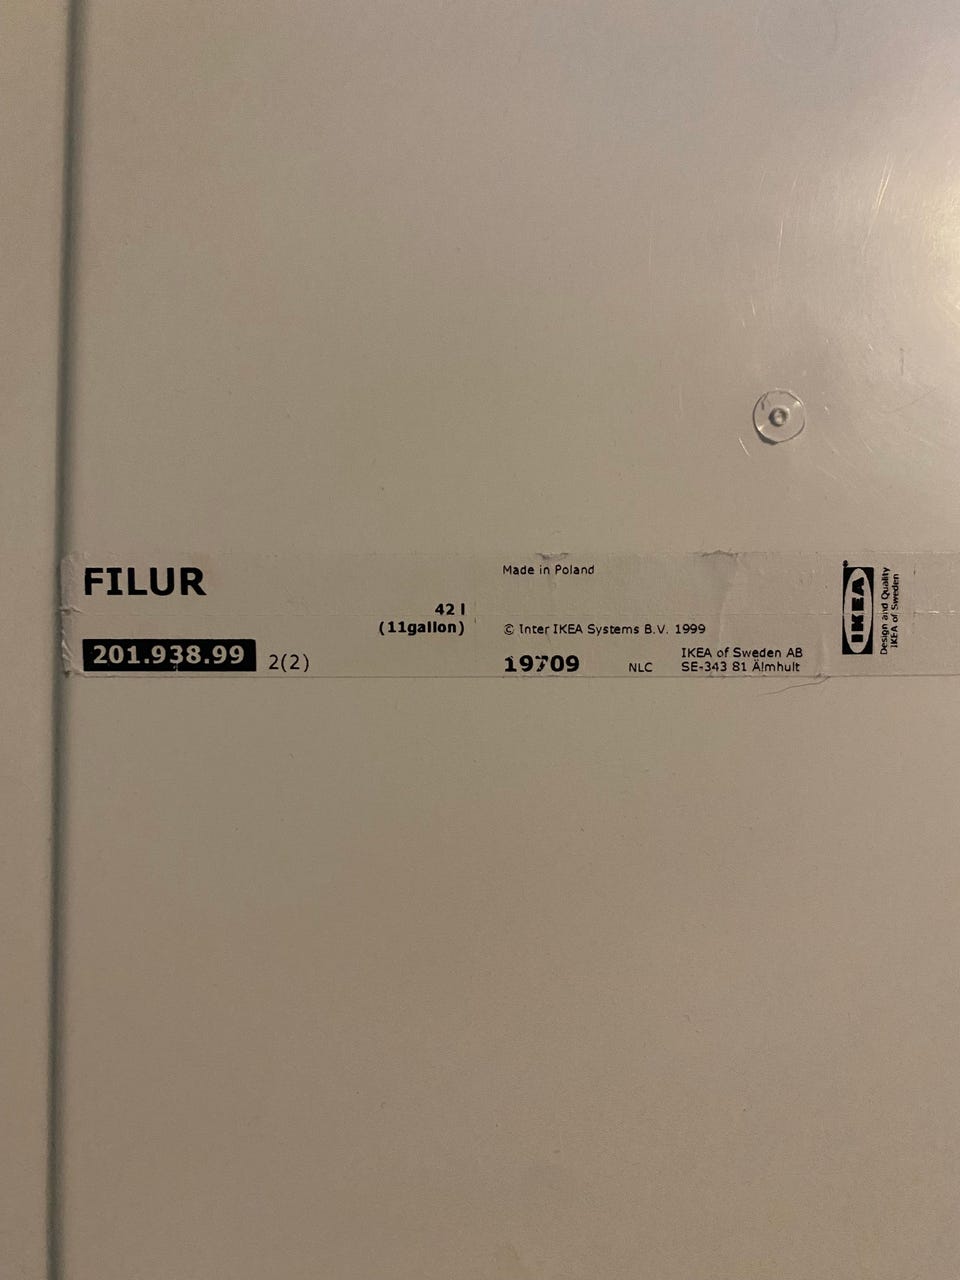 FILUR
42 l
(11gallon)
201.938.99 2(2)
Made in Poland
© Inter IKEA Systems B.V. 1999
19709 NLC
IKEA of Sweden AB
SE-343 81 Älmhult
IKEA
Design and Quality
IKEA of Sweden